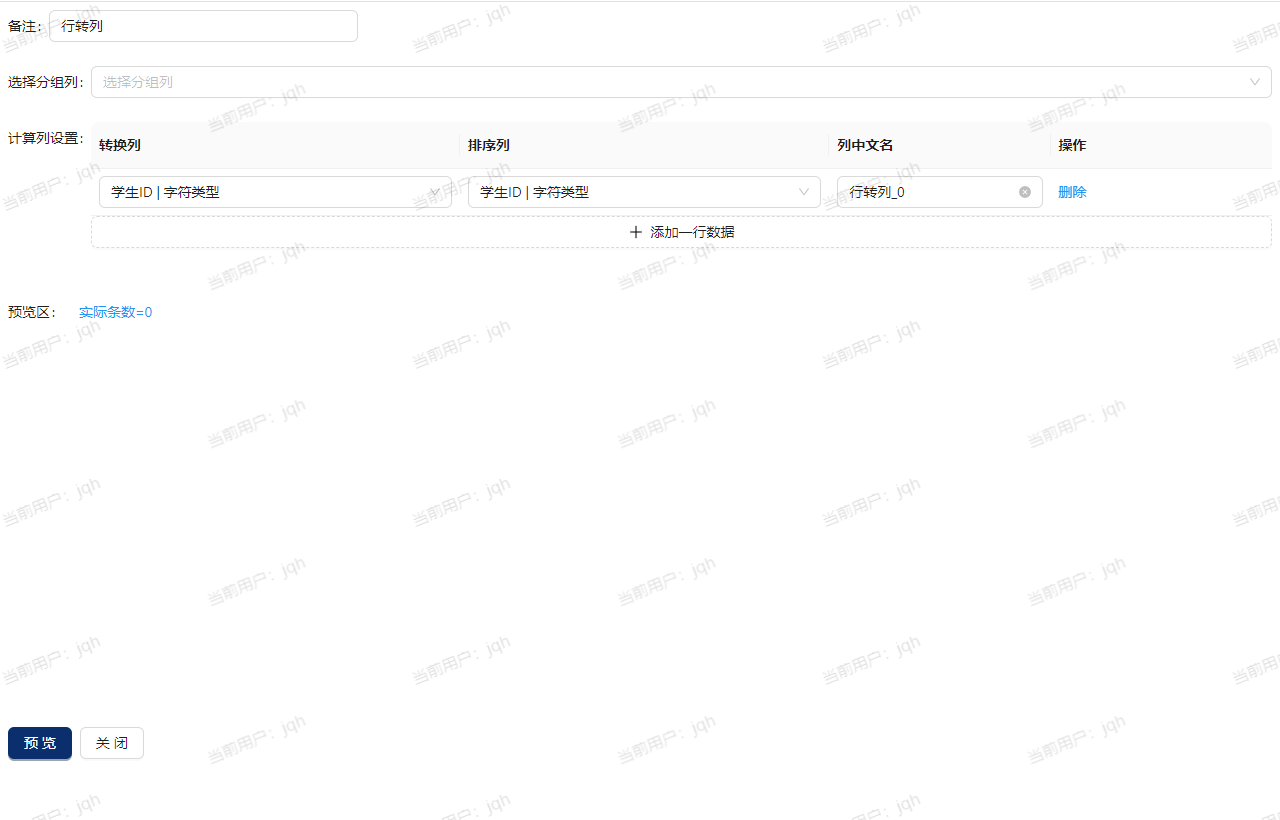 备注： 行转列
选择分组列： 选择分组列
计算列设置： 转换列 排序列 列中文名 操作
学生ID | 字符类型 学生ID | 字符类型 行转列_0 删除
添加一行数据
预览区： 实际条数=0
预 览 关 闭
当前用户：jqh